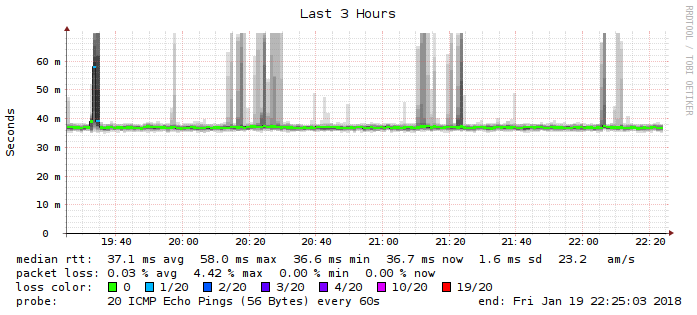 Last 3 Hours
RRDTOOL / TOBI OETIKER
Seconds
60 m
50 m
40 m
30 m
20 m
10 m
0
19:40 20:00 20:20 20:40 21:00 21:20 21:40 22:00 22:20
median rtt: 37.1 ms avg 58.0 ms max 36.6 ms min 36.7 ms now 1.6 ms sd 23.2 am/s
packet loss: 0.03 % avg 4.42 % max 0.00 % min 0.00 % now
loss color: 0 1/20 2/20 3/20 4/20 10/20 19/20
probe: 20 ICMP Echo Pings (56 Bytes) every 60s end: Fri Jan 19 22:25:03 2018